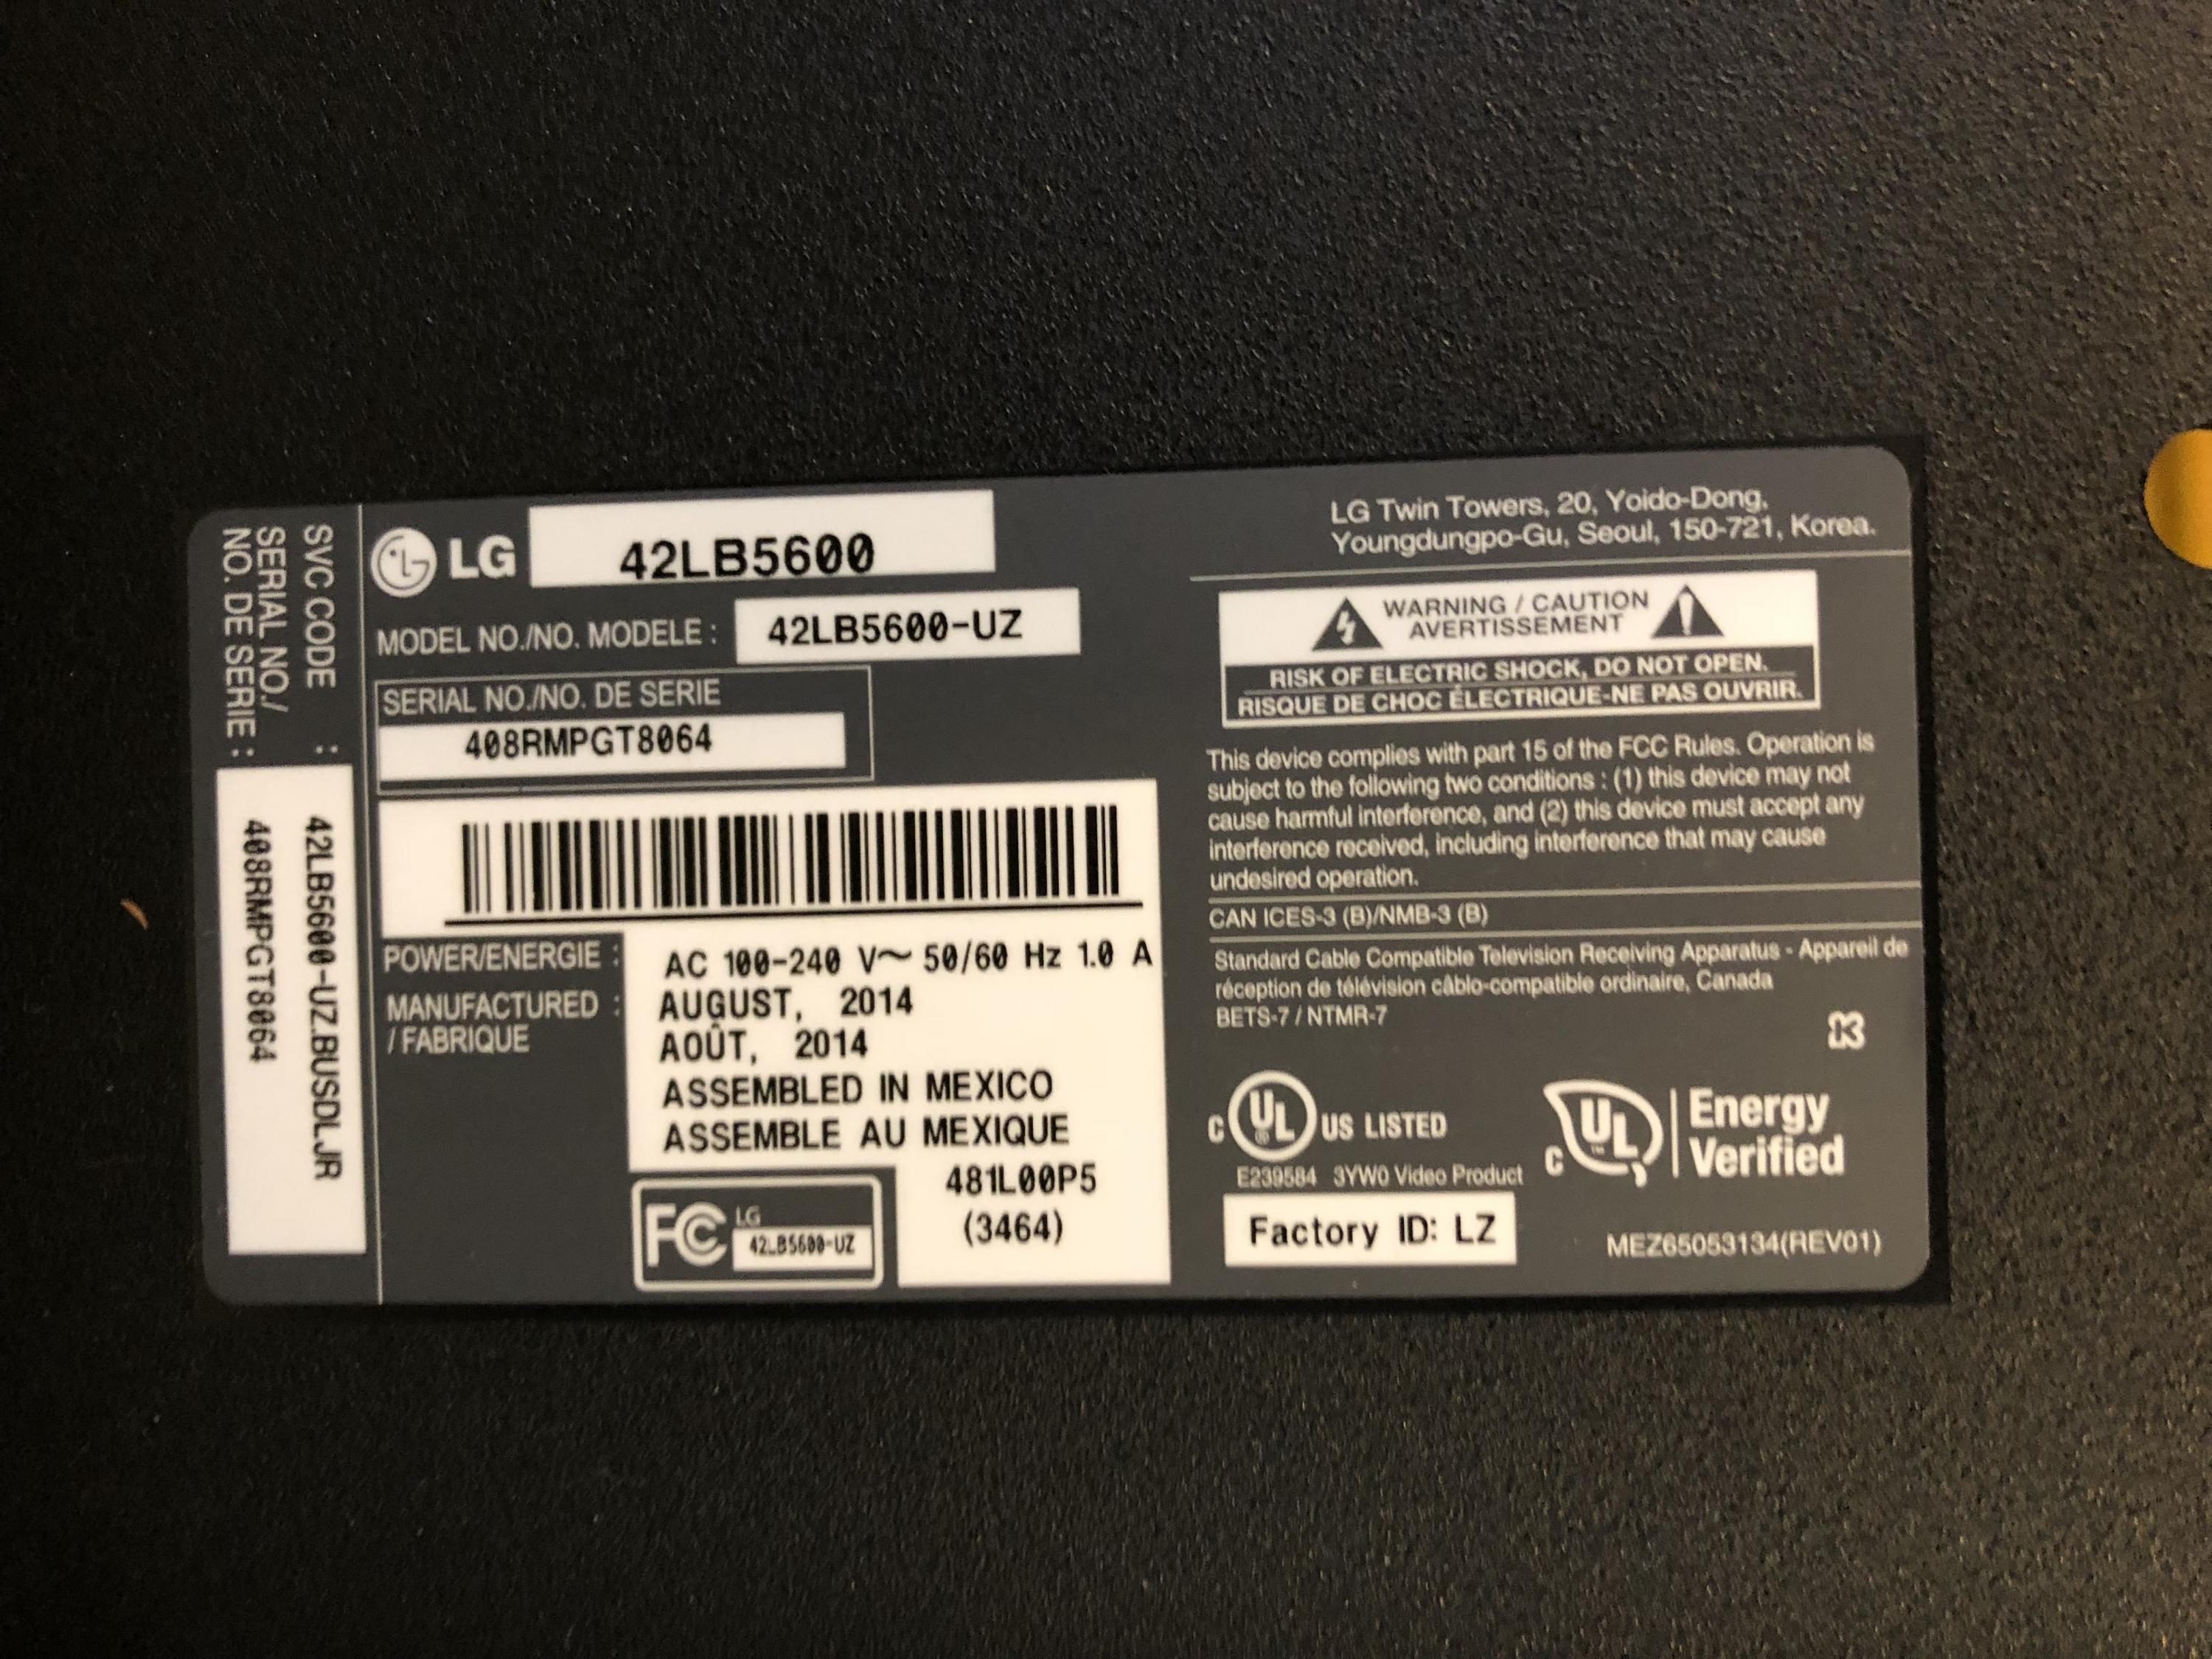 SVC CODE : 42LB5600-UZ.BUSDLJR
SERIAL NO./
NO. DE SERIE : 408RMPGT8064
LG 42LB5600
MODEL NO./NO. MODELE : 42LB5600-UZ
SERIAL NO./NO. DE SERIE
408RMPGT8064
POWER/ENERGIE : AC 100-240 V~ 50/60 Hz 1.0 A
MANUFACTURED : AUGUST, 2014
/ FABRIQUE AOÛT, 2014
ASSEMBLED IN MEXICO
ASSEMBLE AU MEXIQUE
481L00P5
(3464)
FC LG
42LB5600-UZ
LG Twin Towers, 20, Yoido-Dong,
Youngdungpo-Gu, Seoul, 150-721, Korea.
WARNING / CAUTION
AVERTISSEMENT
RISK OF ELECTRIC SHOCK, DO NOT OPEN.
RISQUE DE CHOC ÉLECTRIQUE-NE PAS OUVRIR.
This device complies with part 15 of the FCC Rules. Operation is
subject to the following two conditions : (1) this device may not
cause harmful interference, and (2) this device must accept any
interference received, including interference that may cause
undesired operation.
CAN ICES-3 (B)/NMB-3 (B)
Standard Cable Compatible Television Receiving Apparatus - Appareil de
réception de télévision câblo-compatible ordinaire, Canada
BETS-7 / NTMR-7
C UL ® US LISTED
E239584 3YW0 Video Product
C UL ™ Energy
Verified
Factory ID: LZ
MEZ65053134(REV01)